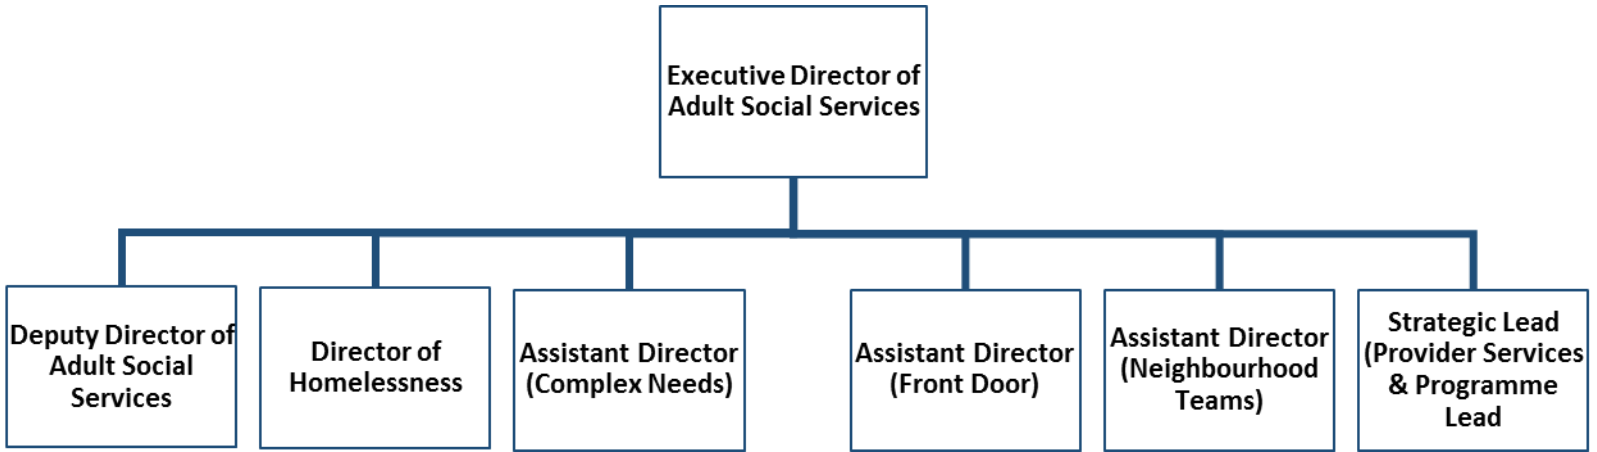 Executive Director of
Adult Social Services
Deputy Director of
Adult Social
Services
Director of
Homelessness
Assistant Director
(Complex Needs)
Assistant Director
(Front Door)
Assistant Director
(Neighbourhood
Teams)
Strategic Lead
(Provider Services
& Programme
Lead